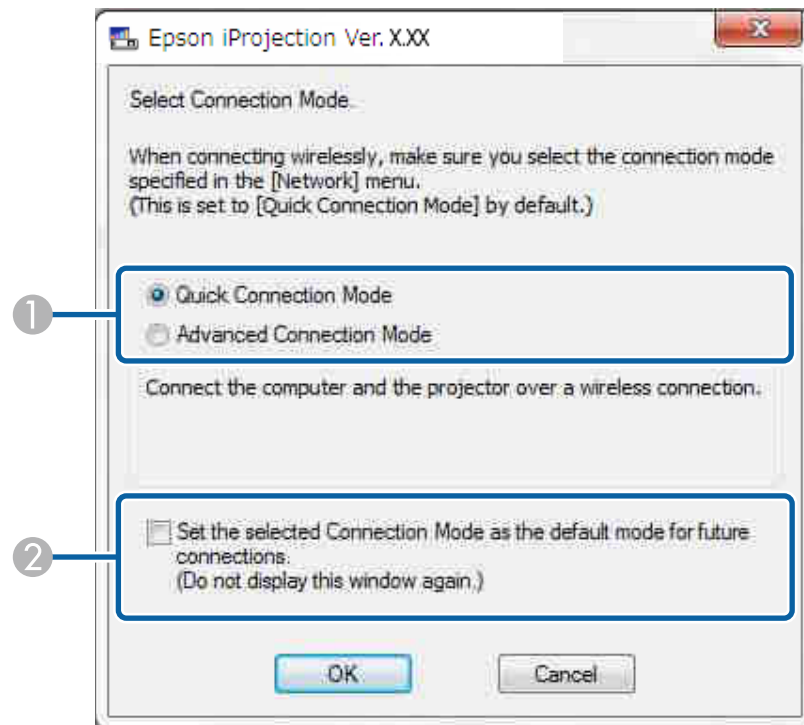 Epson iProjection Ver. X.XX
Select Connection Mode.
When connecting wirelessly, make sure you select the connection mode
specified in the [Network] menu.
(This is set to [Quick Connection Mode] by default.)
1
Quick Connection Mode
Advanced Connection Mode
Connect the computer and the projector over a wireless connection.
2
Set the selected Connection Mode as the default mode for future
connections.
(Do not display this window again.)
OK
Cancel